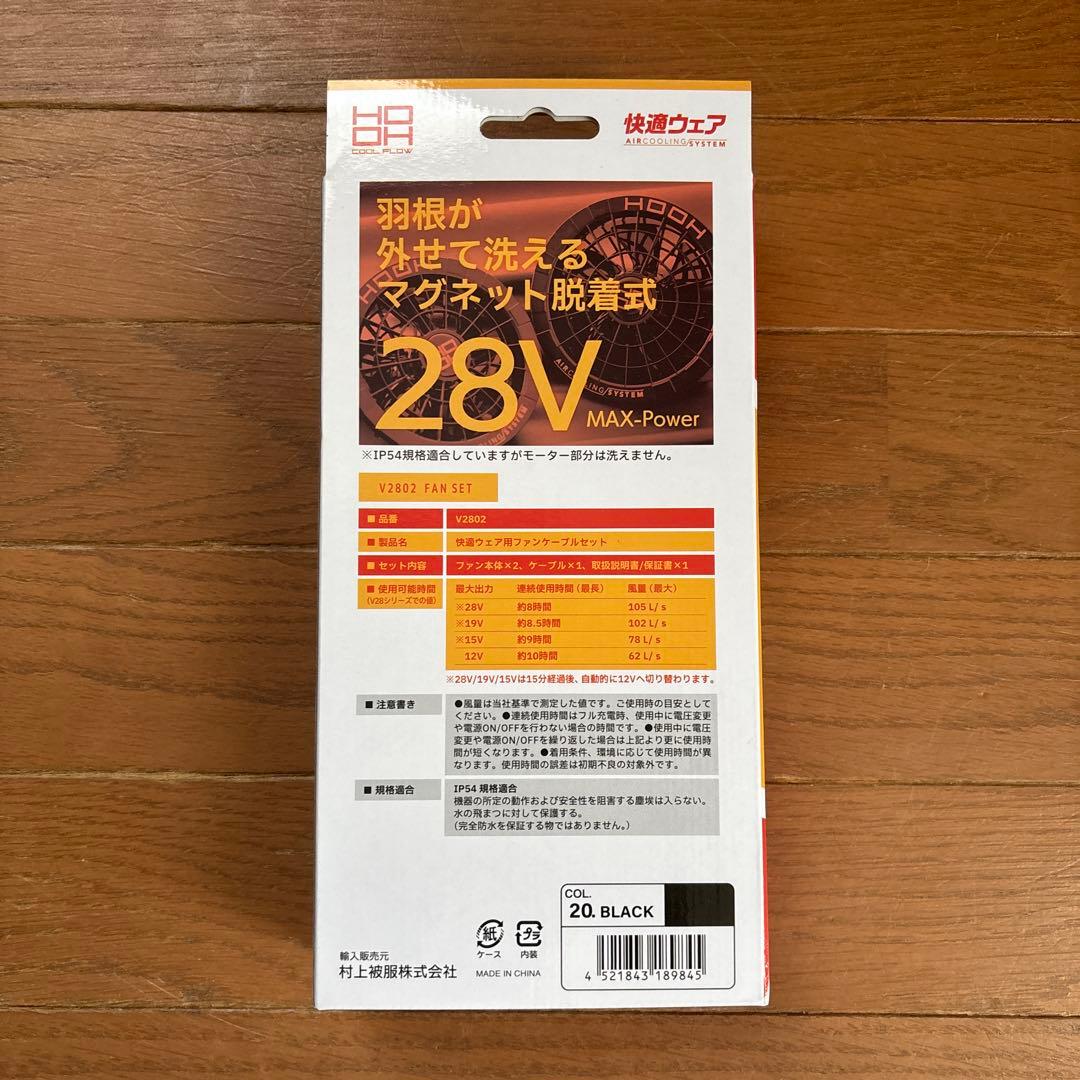 HO
OH
COOL FLOW
快適ウェア
AIRCOOLING/SYSTEM
羽根が
外せて洗える
マグネット脱着式
28V MAX-Power
HOOH
AIRCOOLING/SYSTEM
※IP54規格適合していますがモーター部分は洗えません。
V2802 FAN SET
■ 品番 V2802
■ 製品名 快適ウェア用ファンケーブルセット
■ セット内容 ファン本体×2、ケーブル×1、取扱説明書/保証書×1
■ 使用可能時間
(V28シリーズでの値)
最大出力 連続使用時間(最長) 風量(最大)
※28V 約8時間 105 L/s
※19V 約8.5時間 102 L/s
※15V 約9時間 78 L/s
12V 約10時間 62 L/s
※28V/19V/15Vは15分経過後、自動的に12Vへ切り替わります。
■ 注意書き
●風量は当社基準で測定した値です。ご使用時の目安として
ください。●連続使用時間はフル充電時、使用中に電圧変更
や電源ON/OFFを行わない場合の時間です。●使用中に電圧
変更や電源ON/OFFを繰り返した場合は上記より更に使用時
間が短くなります。●着用条件、環境に応じて使用時間が異
なります。使用時間の誤差は初期不良の対象外です。
■ 規格適合
IP54 規格適合
機器の所定の動作および安全性を阻害する塵埃は入らない。
水の飛まつに対して保護する。
(完全防水を保証する物ではありません。)
COL.
20. BLACK
4 521843 189845
紙
ケース
プラ
内装
MADE IN CHINA
輸入販売元
村上被服株式会社